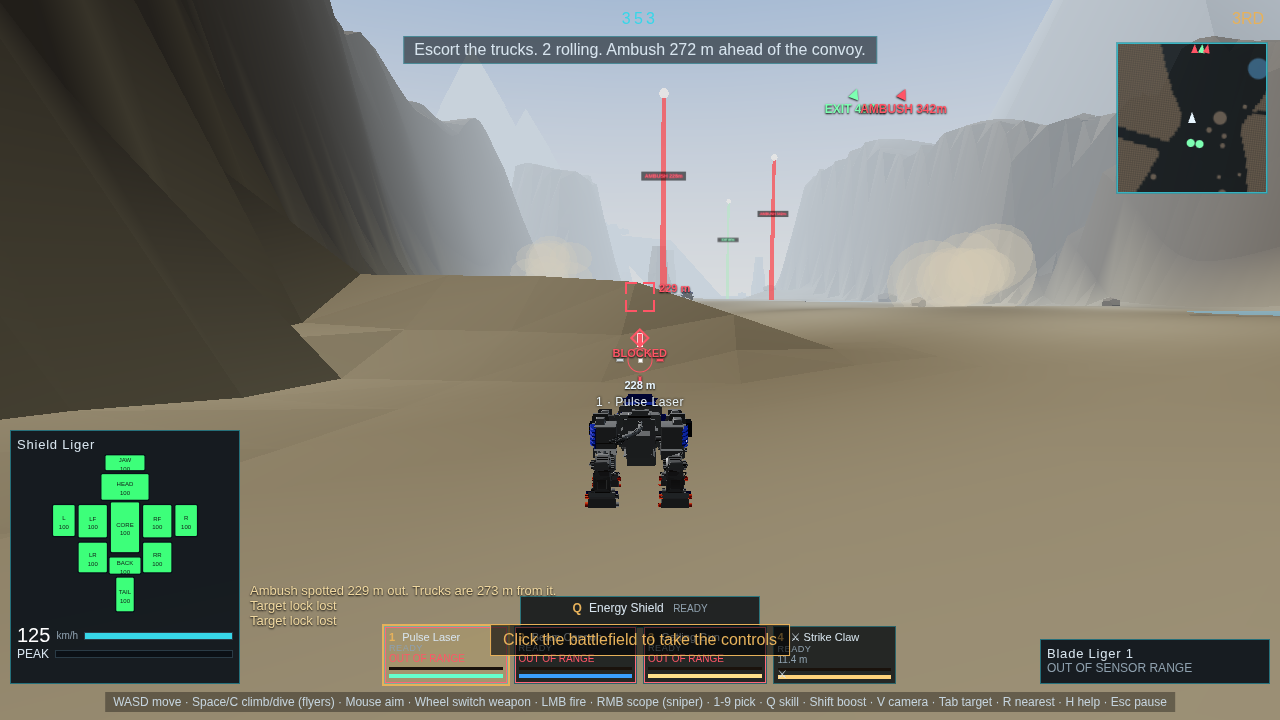 353
3RD
Escort the trucks. 2 rolling. Ambush 272 m ahead of the convoy.
AMBUSH 342m
229 m
BLOCKED
228 m
1 · Pulse Laser
Shield Liger
JAW
100
HEAD
100
L
100
LF
100
CORE
100
RF
100
R
100
LR
100
BACK
100
RR
100
TAIL
100
125 km/h
PEAK
Ambush spotted 229 m out. Trucks are 273 m from it.
Target lock lost
Target lock lost
Q Energy Shield READY
Click the battlefield to take the controls
1 Pulse Laser
READY
OUT OF RANGE
OUT OF RANGE
OUT OF RANGE
4 ⚔ Strike Claw
READY
11.4 m
Blade Liger 1
OUT OF SENSOR RANGE
WASD move · Space/C climb/dive (flyers) · Mouse aim · Wheel switch weapon · LMB fire · RMB scope (sniper) · 1-9 pick · Q skill · Shift boost · V camera · Tab target · R nearest · H help · Esc pause